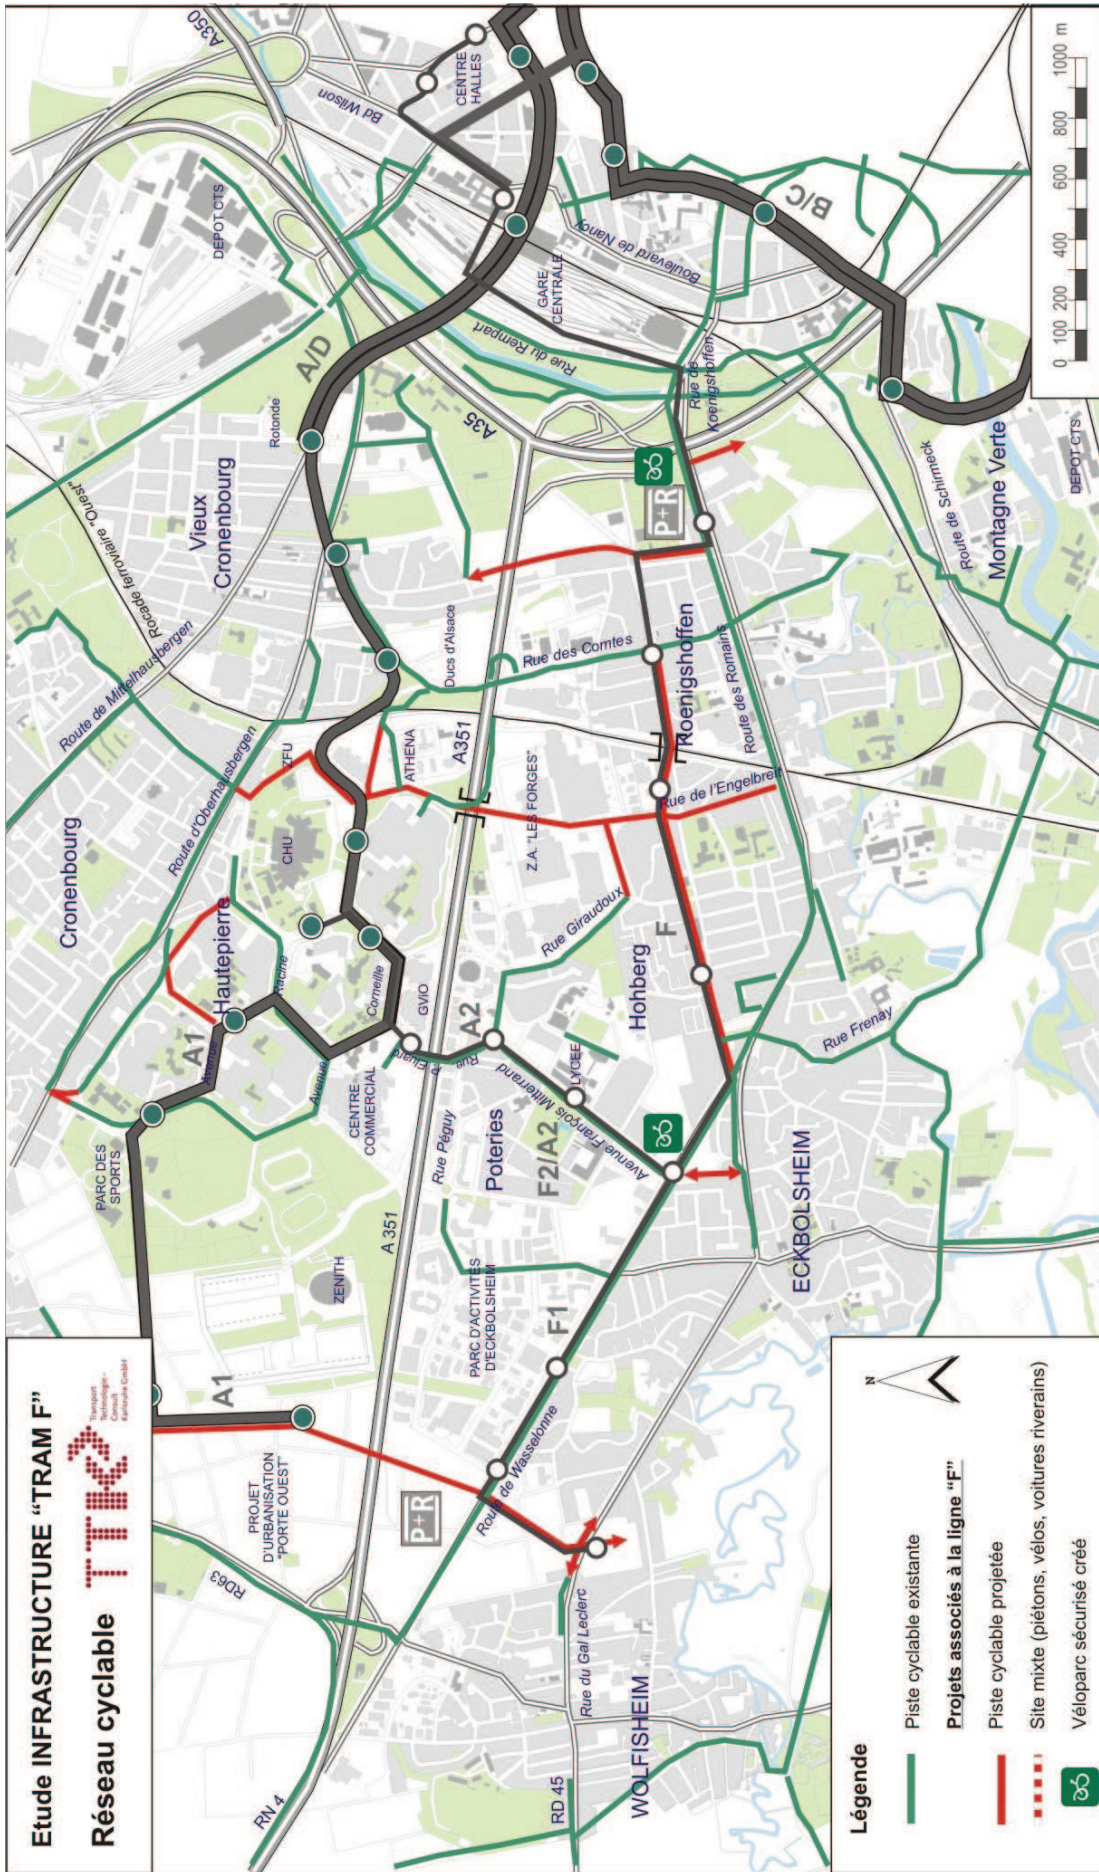 Etude INFRASTRUCTURE “TRAM F”
Réseau cyclable
TTK
Transport
Technologie-
Consult
Karlsruhe GmbH
RN 4
RD63
PROJET
D'URBANISATION
"PORTE OUEST"
A1
P+R
Route de Wasselonne
RD 45
Rue du Gal Leclerc
WOLFISHEIM
PARC DES
SPORTS
ZENITH
A 351
PARC D'ACTIVITÉS
D'ECKBOLSHEIM
F1
ECKBOLSHEIM
Cronenbourg
A1
Avenue
Hautepierre
Racine
Avenue
Corneille
CENTRE
COMMERCIAL
GVIO
Rue Péguy
P. Eluard
Rue
A2
Poteries
F2/A2
LYCEE
Avenue François Mitterrand
Hohberg
F
Rue Giraudoux
Rue Frenay
Route de Mittelhausbergen
Route d'Oberhausbergen
CHU
ZFU
ATHENA
A351
Z.A. "LES FORGES"
Rue de l'Engelbreit
Koenigshoffen
Route des Romains
Rue des Comtes
Ducs d'Alsace
Rocade ferroviaire "Ouest"
Vieux
Cronenbourg
Rotonde
A/D
A35
P+R
Rue de
Koenigshoffen
Rue du Rempart
GARE
CENTRALE
Boulevard de Nancy
DEPOT CTS
A350
Bd Wilson
CENTRE
HALLES
B/C
Route de Schirmeck
Montagne Verte
DEPOT CTS
0 100 200 400 600 800 1000 m
Légende
N
Piste cyclable existante
Projets associés à la ligne “F”
Piste cyclable projetée
Site mixte (piétons, vélos, voitures riverains)
Véloparc sécurisé créé